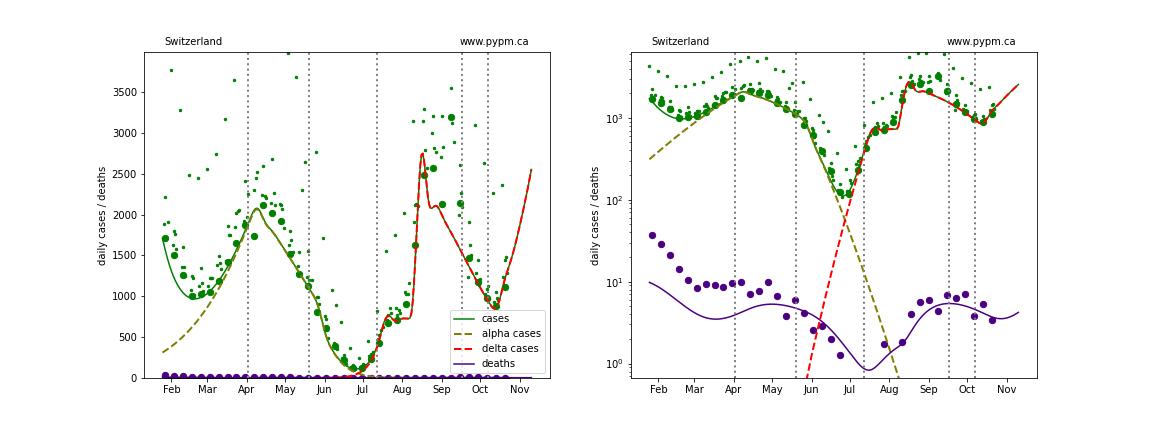 Switzerland www.pypm.ca
daily cases / deaths
3500
3000
2500
2000
1500
1000
500
0
Feb Mar Apr May Jun Jul Aug Sep Oct Nov
cases
alpha cases
delta cases
deaths
Switzerland www.pypm.ca
daily cases / deaths
10³
10²
10¹
10⁰
Feb Mar Apr May Jun Jul Aug Sep Oct Nov